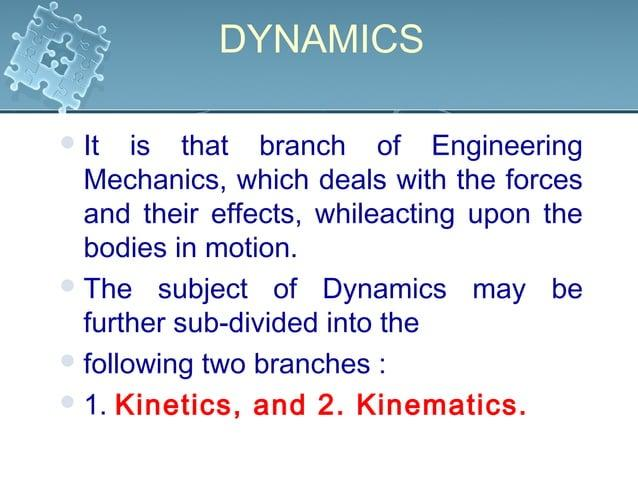 DYNAMICS
It is that branch of Engineering
Mechanics, which deals with the forces
and their effects, whileacting upon the
bodies in motion.
The subject of Dynamics may be
further sub-divided into the
following two branches :
1. Kinetics, and 2. Kinematics.